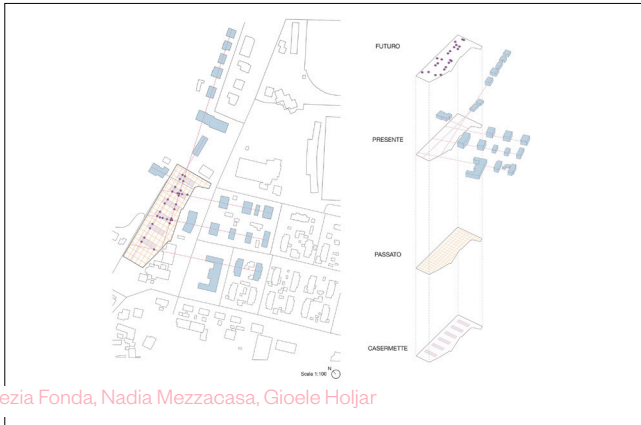 FUTURO
PRESENTE
PASSATO
CASERMETTE
N
Scala 1:100
ezia Fonda, Nadia Mezzacasa, Gioele Holjar